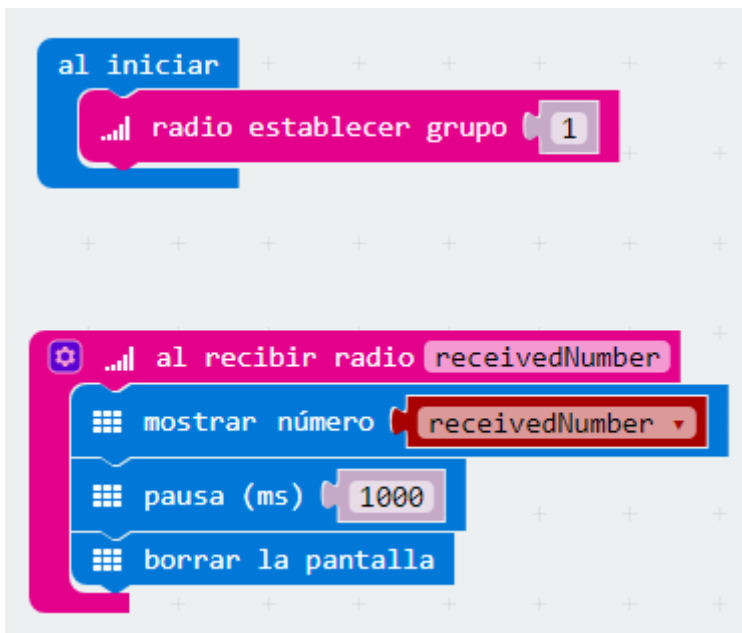 al iniciar
radio establecer grupo 1
al recibir radio receivedNumber
mostrar número receivedNumber
pausa (ms) 1000
borrar la pantalla